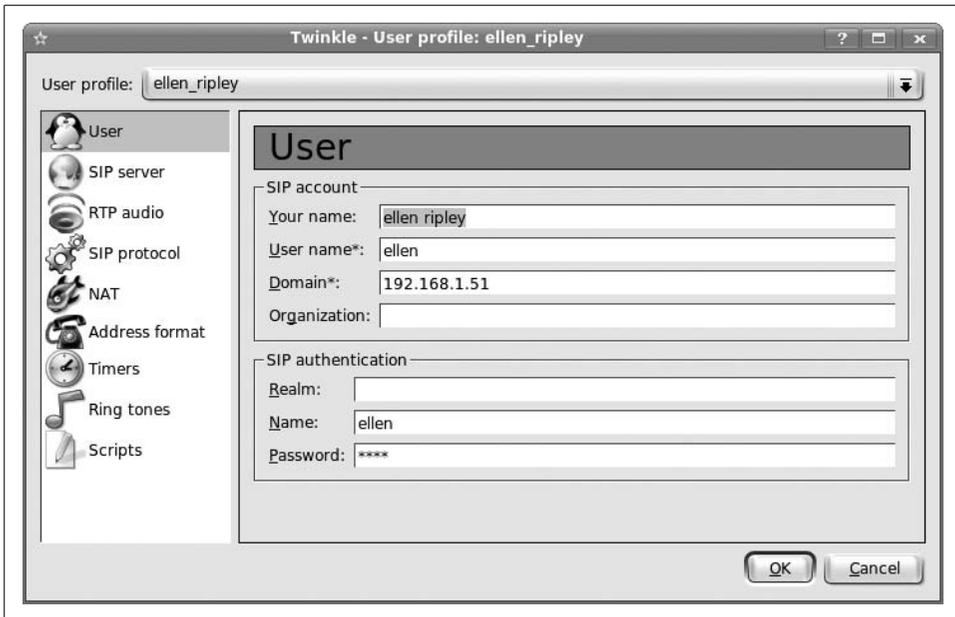 Twinkle - User profile: ellen_ripley
User profile: ellen_ripley
User
SIP server
RTP audio
SIP protocol
NAT
Address format
Timers
Ring tones
Scripts
User
SIP account
Your name: ellen ripley
User name*: ellen
Domain*: 192.168.1.51
Organization:
SIP authentication
Realm:
Name: ellen
Password: ****
OK Cancel